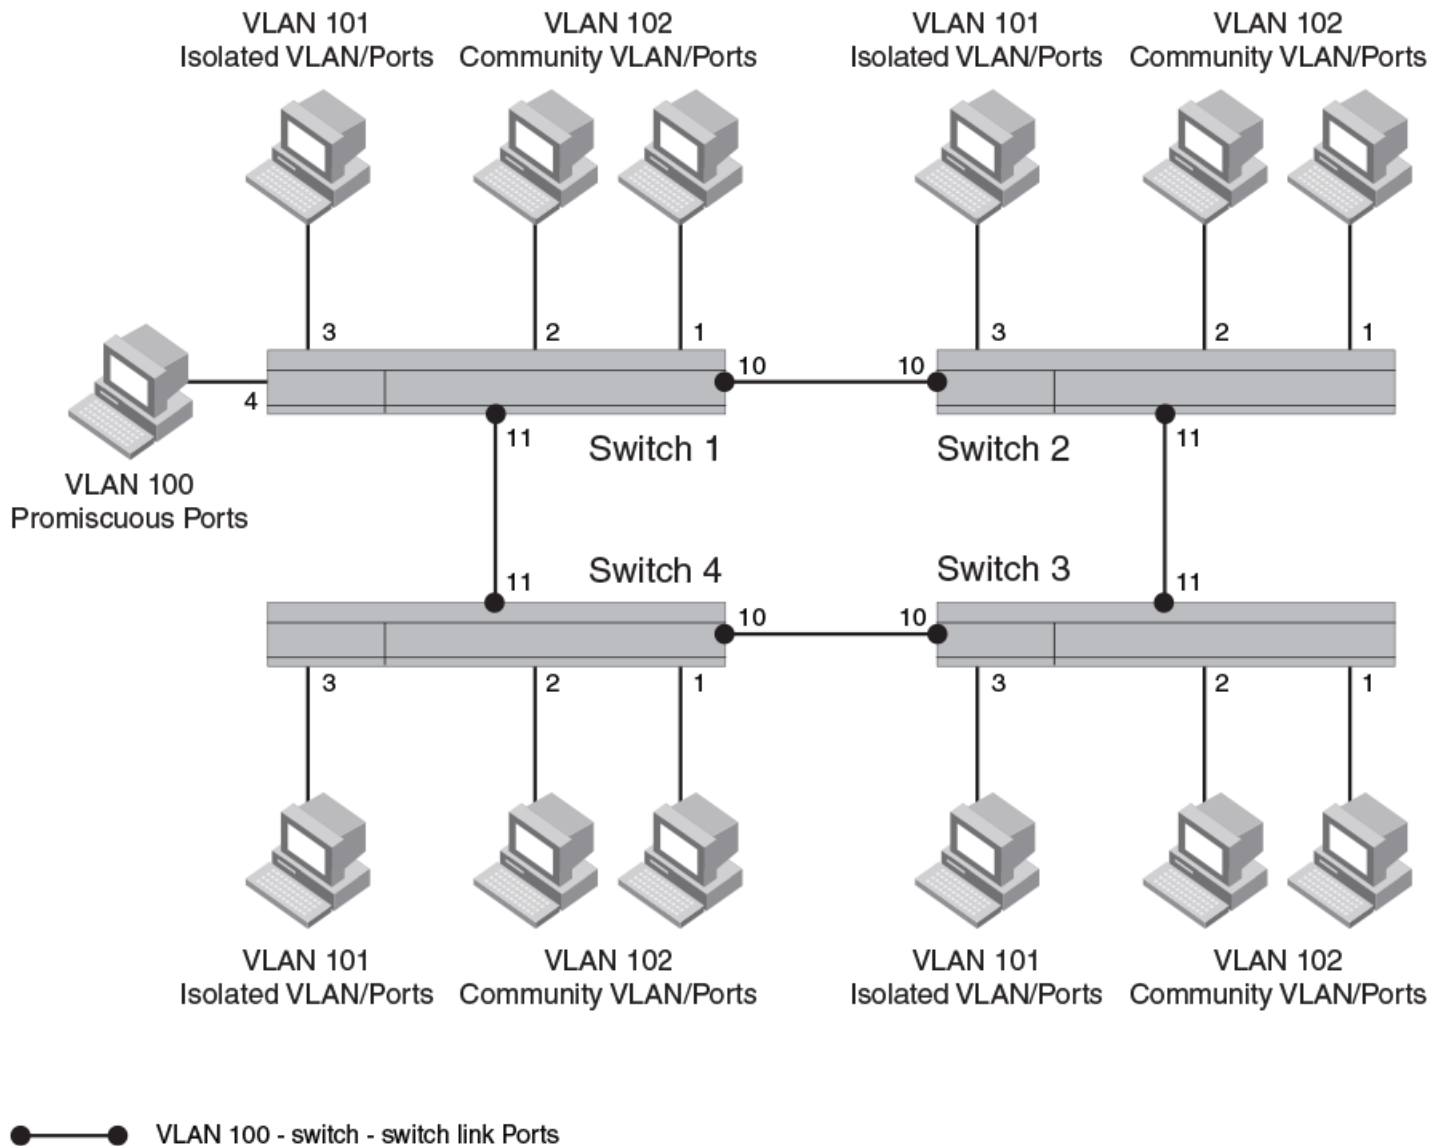 VLAN 101
Isolated VLAN/Ports
VLAN 102
Community VLAN/Ports
VLAN 101
Isolated VLAN/Ports
VLAN 102
Community VLAN/Ports
3
2
1
3
2
1
10
10
4
11
Switch 1
Switch 2
11
VLAN 100
Promiscuous Ports
11
Switch 4
Switch 3
11
10
10
3
2
1
3
2
1
VLAN 101
Isolated VLAN/Ports
VLAN 102
Community VLAN/Ports
VLAN 101
Isolated VLAN/Ports
VLAN 102
Community VLAN/Ports
VLAN 100 - switch - switch link Ports